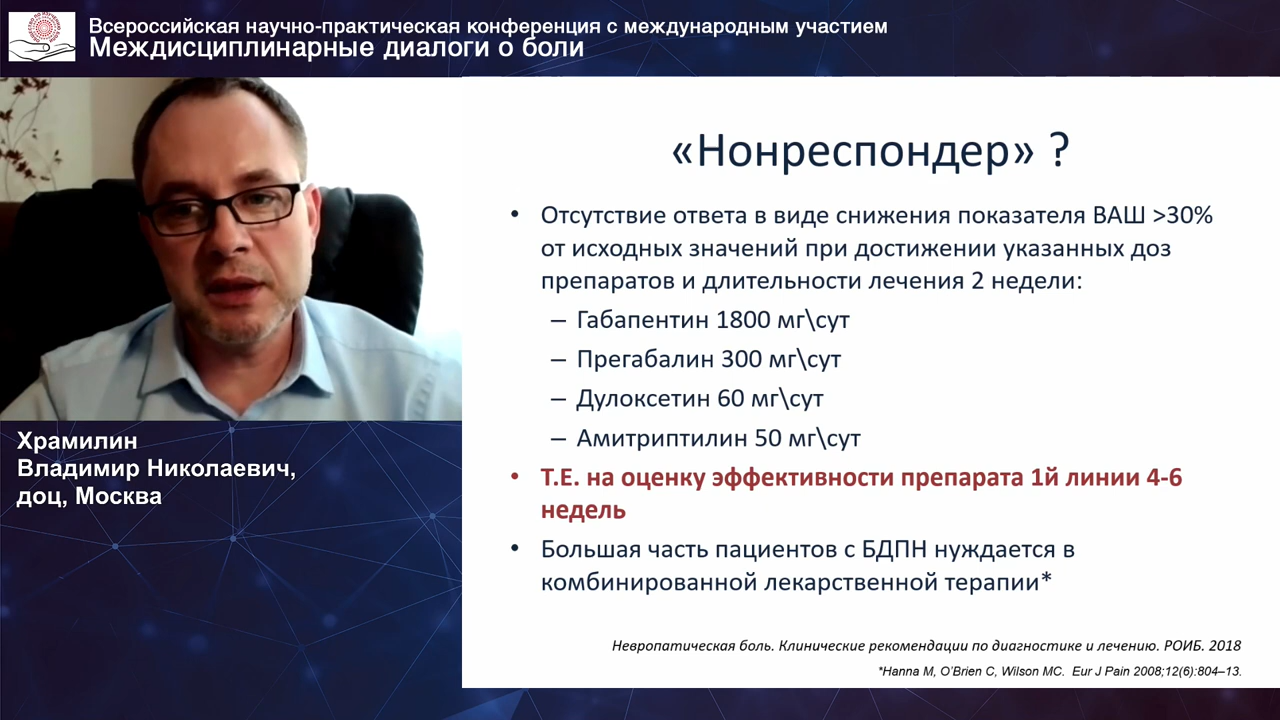 Всероссийская научно-практическая конференция с международным участием
Междисциплинарные диалоги о боли
«Нонреспондер» ?
• Отсутствие ответа в виде снижения показателя ВАШ >30%
от исходных значений при достижении указанных доз
препаратов и длительности лечения 2 недели:
– Габапентин 1800 мг\сут
– Прегабалин 300 мг\сут
– Дулоксетин 60 мг\сут
– Амитриптилин 50 мг\сут
• Т.Е. на оценку эффективности препарата 1й линии 4-6
недель
• Большая часть пациентов с БДПН нуждается в
комбинированной лекарственной терапии*
Невропатическая боль. Клинические рекомендации по диагностике и лечению. РОИБ. 2018
*Hanna M, O’Brien C, Wilson MC. Eur J Pain 2008;12(6):804–13.
Храмилин
Владимир Николаевич,
доц, Москва